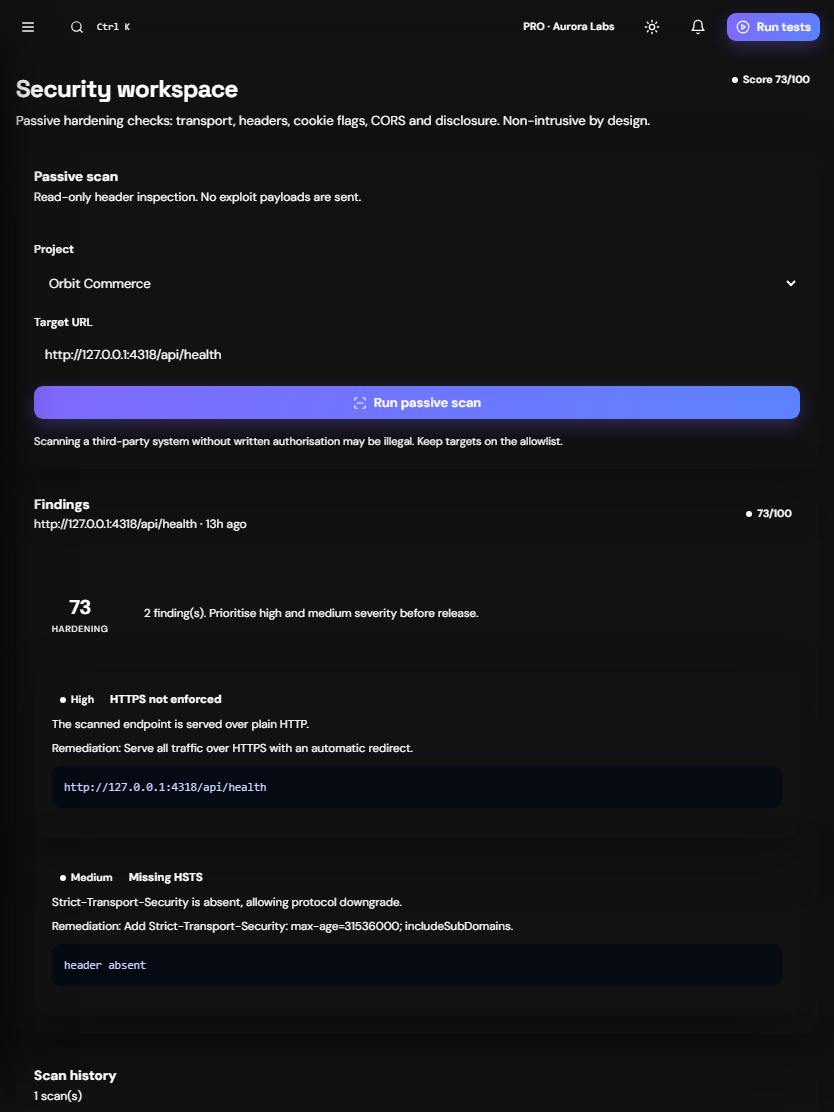 Ctrl K
PRO · Aurora Labs
Run tests
Security workspace
Score 73/100
Passive hardening checks: transport, headers, cookie flags, CORS and disclosure. Non-intrusive by design.
Passive scan
Read-only header inspection. No exploit payloads are sent.
Project
Orbit Commerce
Target URL
http://127.0.0.1:4318/api/health
Run passive scan
Scanning a third-party system without written authorisation may be illegal. Keep targets on the allowlist.
Findings
http://127.0.0.1:4318/api/health · 13h ago
73/100
73
HARDENING
2 finding(s). Prioritise high and medium severity before release.
High HTTPS not enforced
The scanned endpoint is served over plain HTTP.
Remediation: Serve all traffic over HTTPS with an automatic redirect.
http://127.0.0.1:4318/api/health
Medium Missing HSTS
Strict-Transport-Security is absent, allowing protocol downgrade.
Remediation: Add Strict-Transport-Security: max-age=31536000; includeSubDomains.
header absent
Scan history
1 scan(s)